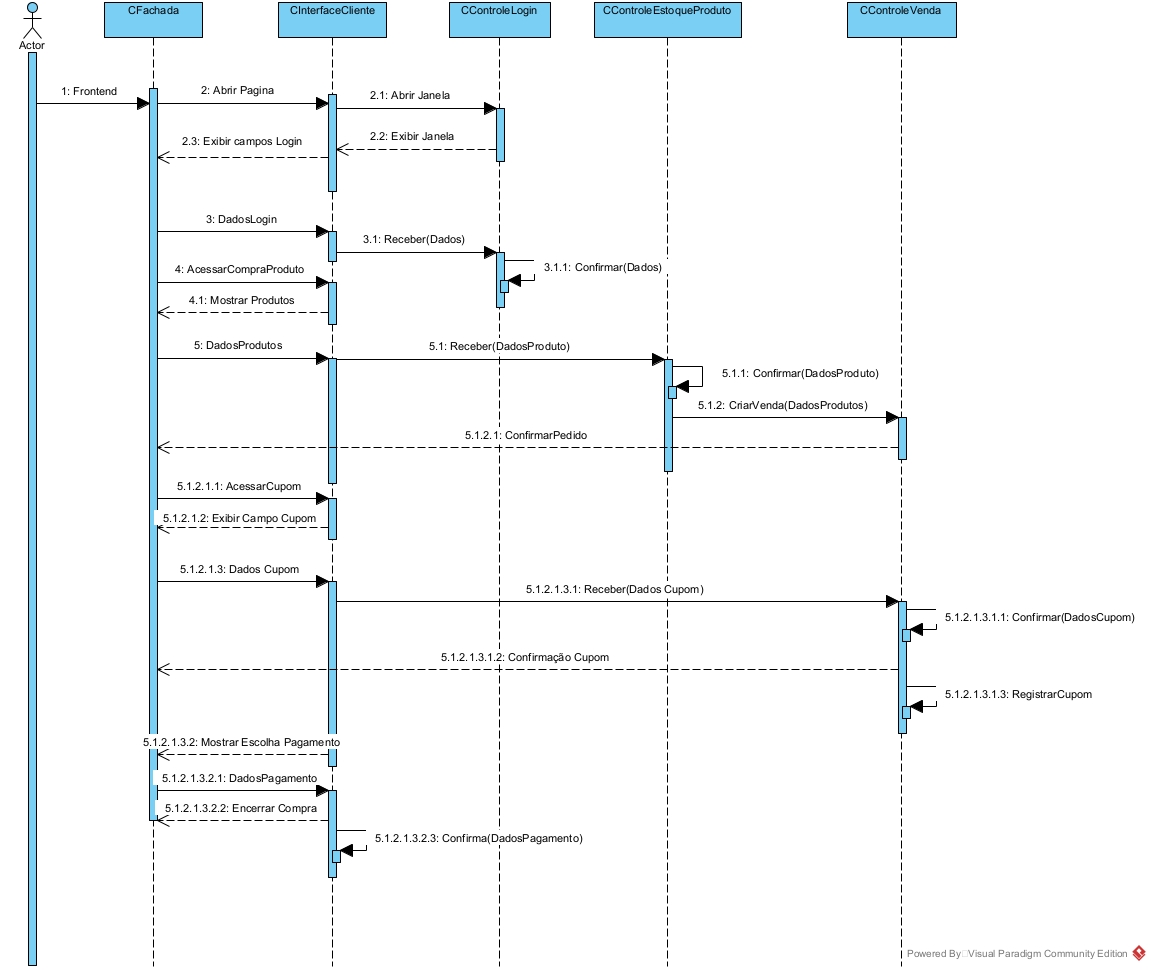 CFachada
CInterfaceCliente
CControleLogin
CControleEstoqueProduto
CControleVenda
Actor
1: Frontend
2: Abrir Pagina
2.1: Abrir Janela
2.2: Exibir Janela
2.3: Exibir campos Login
3: DadosLogin
3.1: Receber(Dados)
3.1.1: Confirmar(Dados)
4: AcessarCompraProduto
4.1: Mostrar Produtos
5: DadosProdutos
5.1: Receber(DadosProduto)
5.1.1: Confirmar(DadosProduto)
5.1.2: CriarVenda(DadosProdutos)
5.1.2.1: ConfirmarPedido
5.1.2.1.1: AcessarCupom
5.1.2.1.2: Exibir Campo Cupom
5.1.2.1.3: Dados Cupom
5.1.2.1.3.1: Receber(Dados Cupom)
5.1.2.1.3.1.1: Confirmar(DadosCupom)
5.1.2.1.3.1.2: Confirmação Cupom
5.1.2.1.3.1.3: RegistrarCupom
5.1.2.1.3.2: Mostrar Escolha Pagamento
5.1.2.1.3.2.1: DadosPagamento
5.1.2.1.3.2.2: Encerrar Compra
5.1.2.1.3.2.3: Confirma(DadosPagamento)
Powered By Visual Paradigm Community Edition